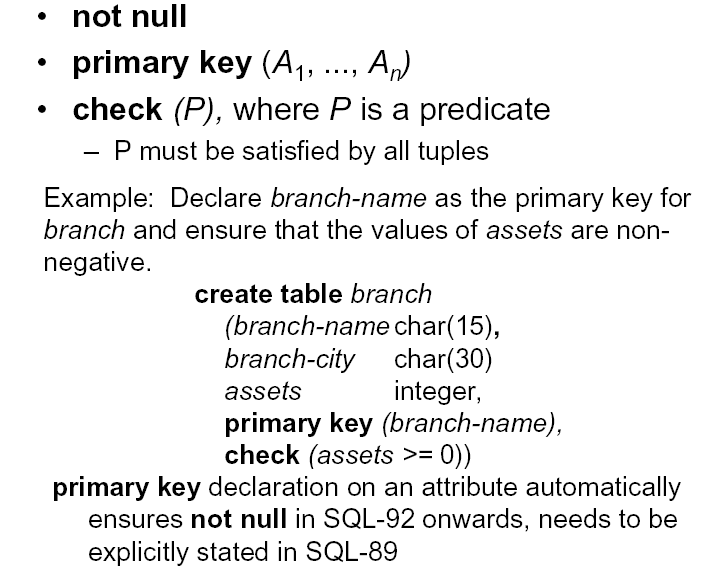 • not null
• primary key (A1, ..., An)
• check (P), where P is a predicate
– P must be satisfied by all tuples
Example: Declare branch-name as the primary key for
branch and ensure that the values of assets are non-
negative.
create table branch
(branch-name char(15),
branch-city char(30)
assets integer,
primary key (branch-name),
check (assets >= 0))
primary key declaration on an attribute automatically
ensures not null in SQL-92 onwards, needs to be
explicitly stated in SQL-89